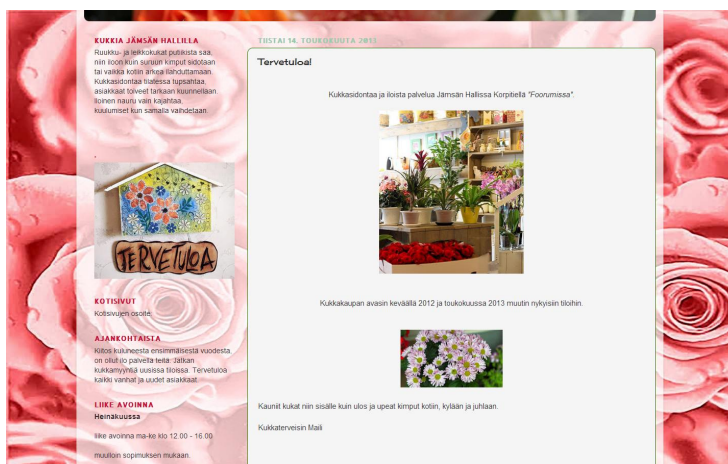 KUKKIA JÄMSÄN HALLILLA
Ruukku- ja leikkokukat putiikista saa,
niin iloon kuin suruun kimput sidotaan
tai vaikka kotiin arkea ilahduttamaan.
Kukkasidontaa tilatessa tupsahtaa,
asiakkaat toiveet tarkaan kuunnellaan.
Iloinen nauru vain kajahtaa,
kuulumiset kun samalla vaihdetaan.
.
TERVETULOA
KOTISIVUT
Kotisivujen osoite:
AJANKOHTAISTA
Kiitos kuluneesta ensimmäisestä vuodesta,
on ollut ilo palvella teitä. Jatkan
kukkamyyntiä uusissa tiloissa. Tervetuloa
kaikki vanhat ja uudet asiakkaat.
LIIKE AVOINNA
Heinäkuussa
liike avoinna ma-ke klo 12.00 - 16.00
muulloin sopimuksen mukaan.
TIISTAI 14. TOUKOKUUTA 2013
Tervetuloa!
Kukkasidontaa ja iloista palvelua Jämsän Hallissa Korpitiellä "Foorumissa".
Kukkakaupan avasin keväällä 2012 ja toukokuussa 2013 muutin nykyisiin tiloihin.
Kauniit kukat niin sisälle kuin ulos ja upeat kimput kotiin, kylään ja juhlaan.
Kukkaterveisin Maili